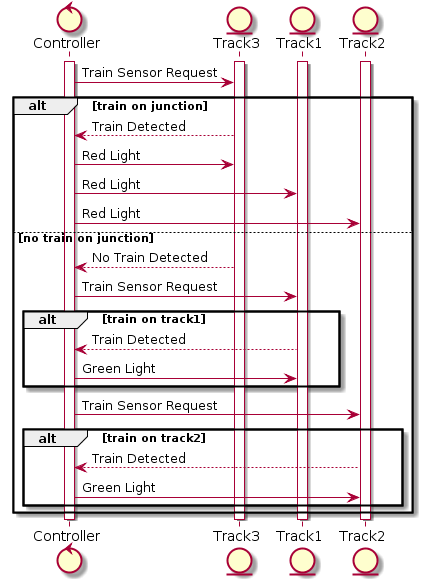 Controller Track3 Track1 Track2
Train Sensor Request
alt [train on junction]
Train Detected
Red Light
Red Light
Red Light
[no train on junction]
No Train Detected
Train Sensor Request
alt [train on track1]
Train Detected
Green Light
Train Sensor Request
alt [train on track2]
Train Detected
Green Light
Controller Track3 Track1 Track2